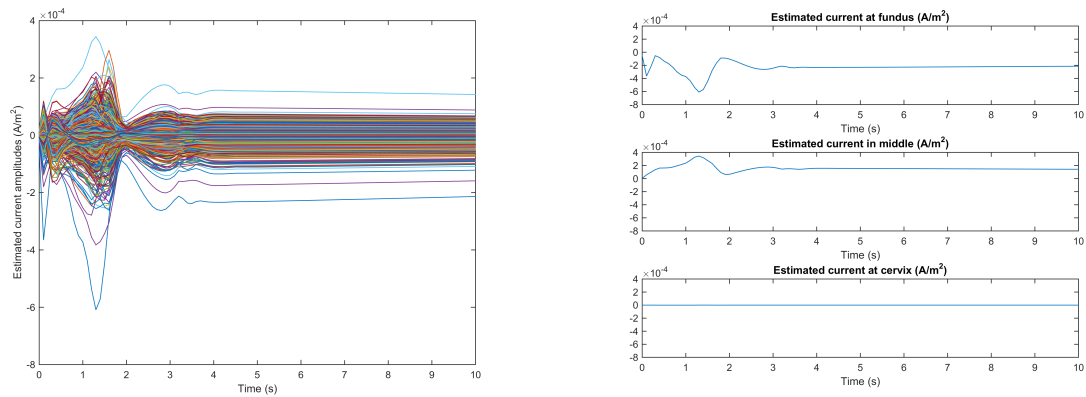 ×10⁻⁴
4
2
0
-2
-4
-6
-8
Estimated current amplitudes (A/m²)
0 1 2 3 4 5 6 7 8 9 10
Time (s)
Estimated current at fundus (A/m²)
×10⁻⁴
4
2
0
-2
-4
-6
-8
0 1 2 3 4 5 6 7 8 9 10
Time (s)
Estimated current in middle (A/m²)
×10⁻⁴
4
2
0
-2
-4
-6
-8
0 1 2 3 4 5 6 7 8 9 10
Time (s)
Estimated current at cervix (A/m²)
×10⁻⁴
4
2
0
-2
-4
-6
-8
0 1 2 3 4 5 6 7 8 9 10
Time (s)